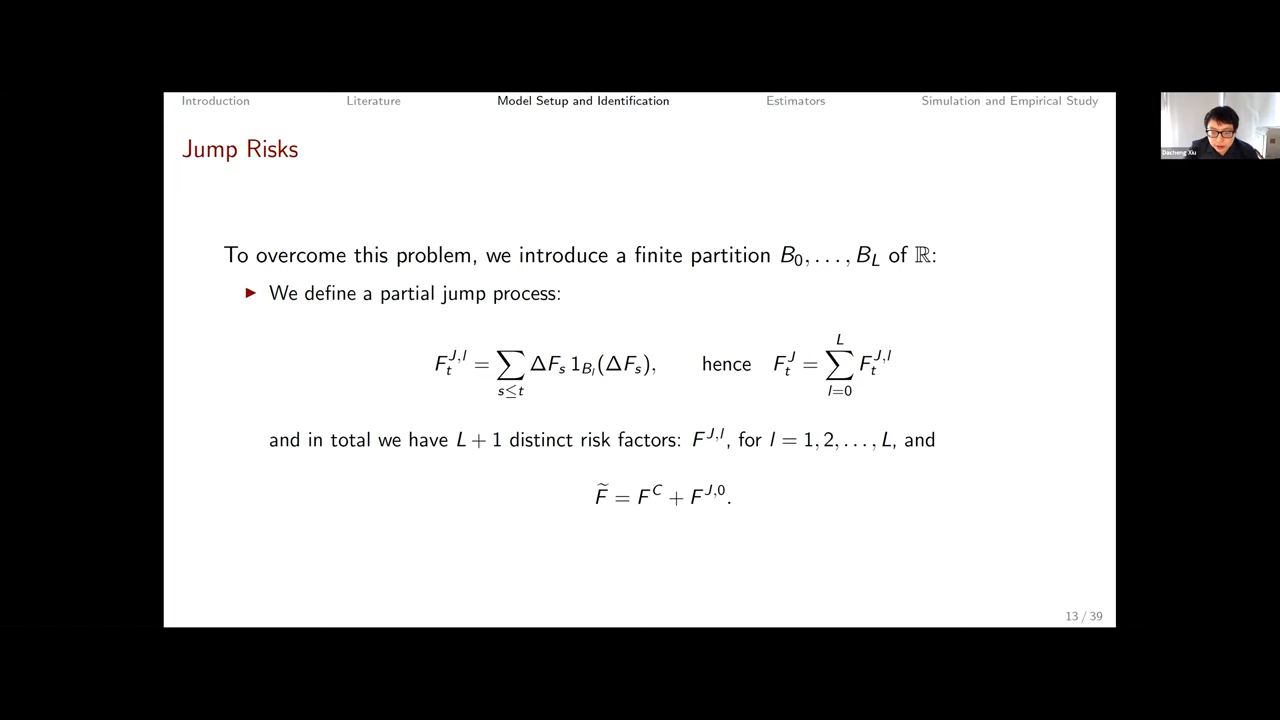 Introduction Literature Model Setup and Identification Estimators Simulation and Empirical Study
Jump Risks
Dacheng Xiu
To overcome this problem, we introduce a finite partition B_0, . . . , B_L of ℝ:
▶ We define a partial jump process:
F_t^{J,l} = ∑_{s≤t} ΔF_s 1_{B_l}(ΔF_s), hence F_t^J = ∑_{l=0}^{L} F_t^{J,l}
and in total we have L + 1 distinct risk factors: F^{J,l}, for l = 1, 2, . . . , L, and
F̃ = F^C + F^{J,0}.
13 / 39